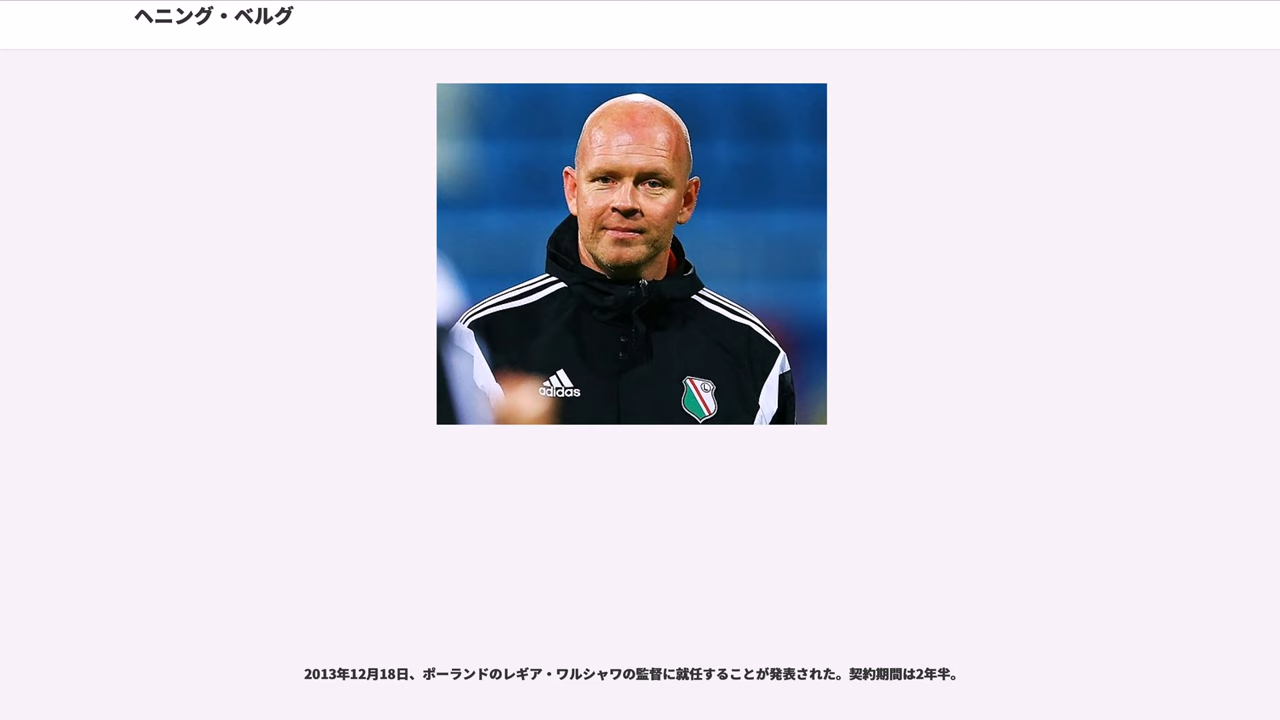 ヘニング・ベルグ
adidas
2013年12月18日、ポーランドのレギア・ワルシャワの監督に就任することが発表された。契約期間は2年半。